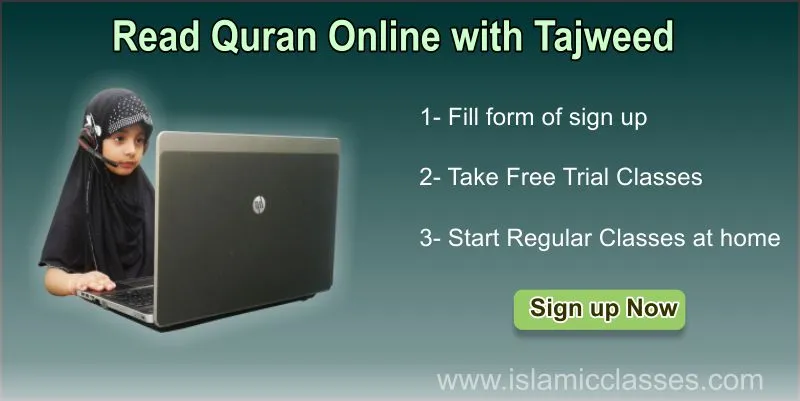 Read Quran Online with Tajweed
1- Fill form of sign up
2- Take Free Trial Classes
3- Start Regular Classes at home
hp
Sign up Now
www.islamicclasses.com